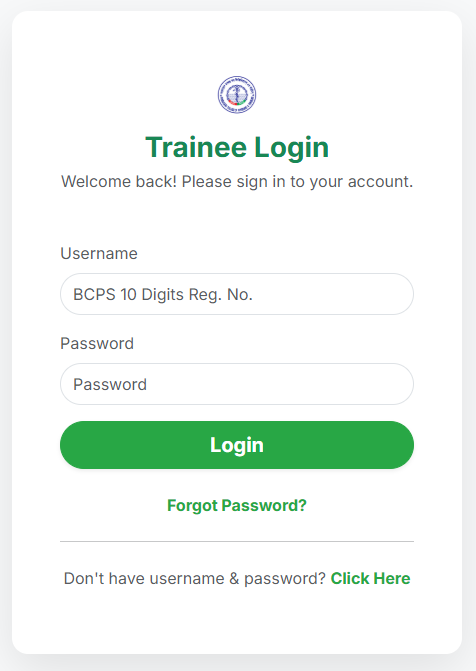 Trainee Login
Welcome back! Please sign in to your account.
Username
BCPS 10 Digits Reg. No.
Password
Password
Login
Forgot Password?
Don't have username & password? Click Here